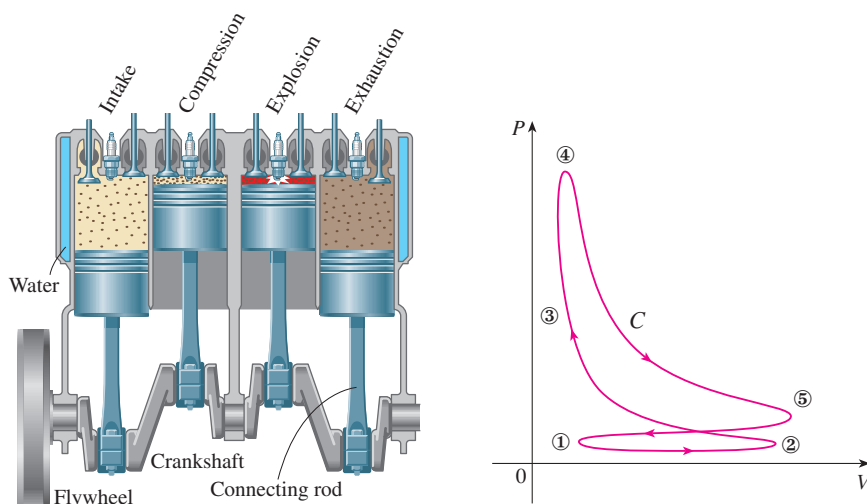 Intake
Compression
Explosion
Exhaustion
Water
Crankshaft
Connecting rod
Flywheel
P
④
③
C
⑤
①
②
0
V